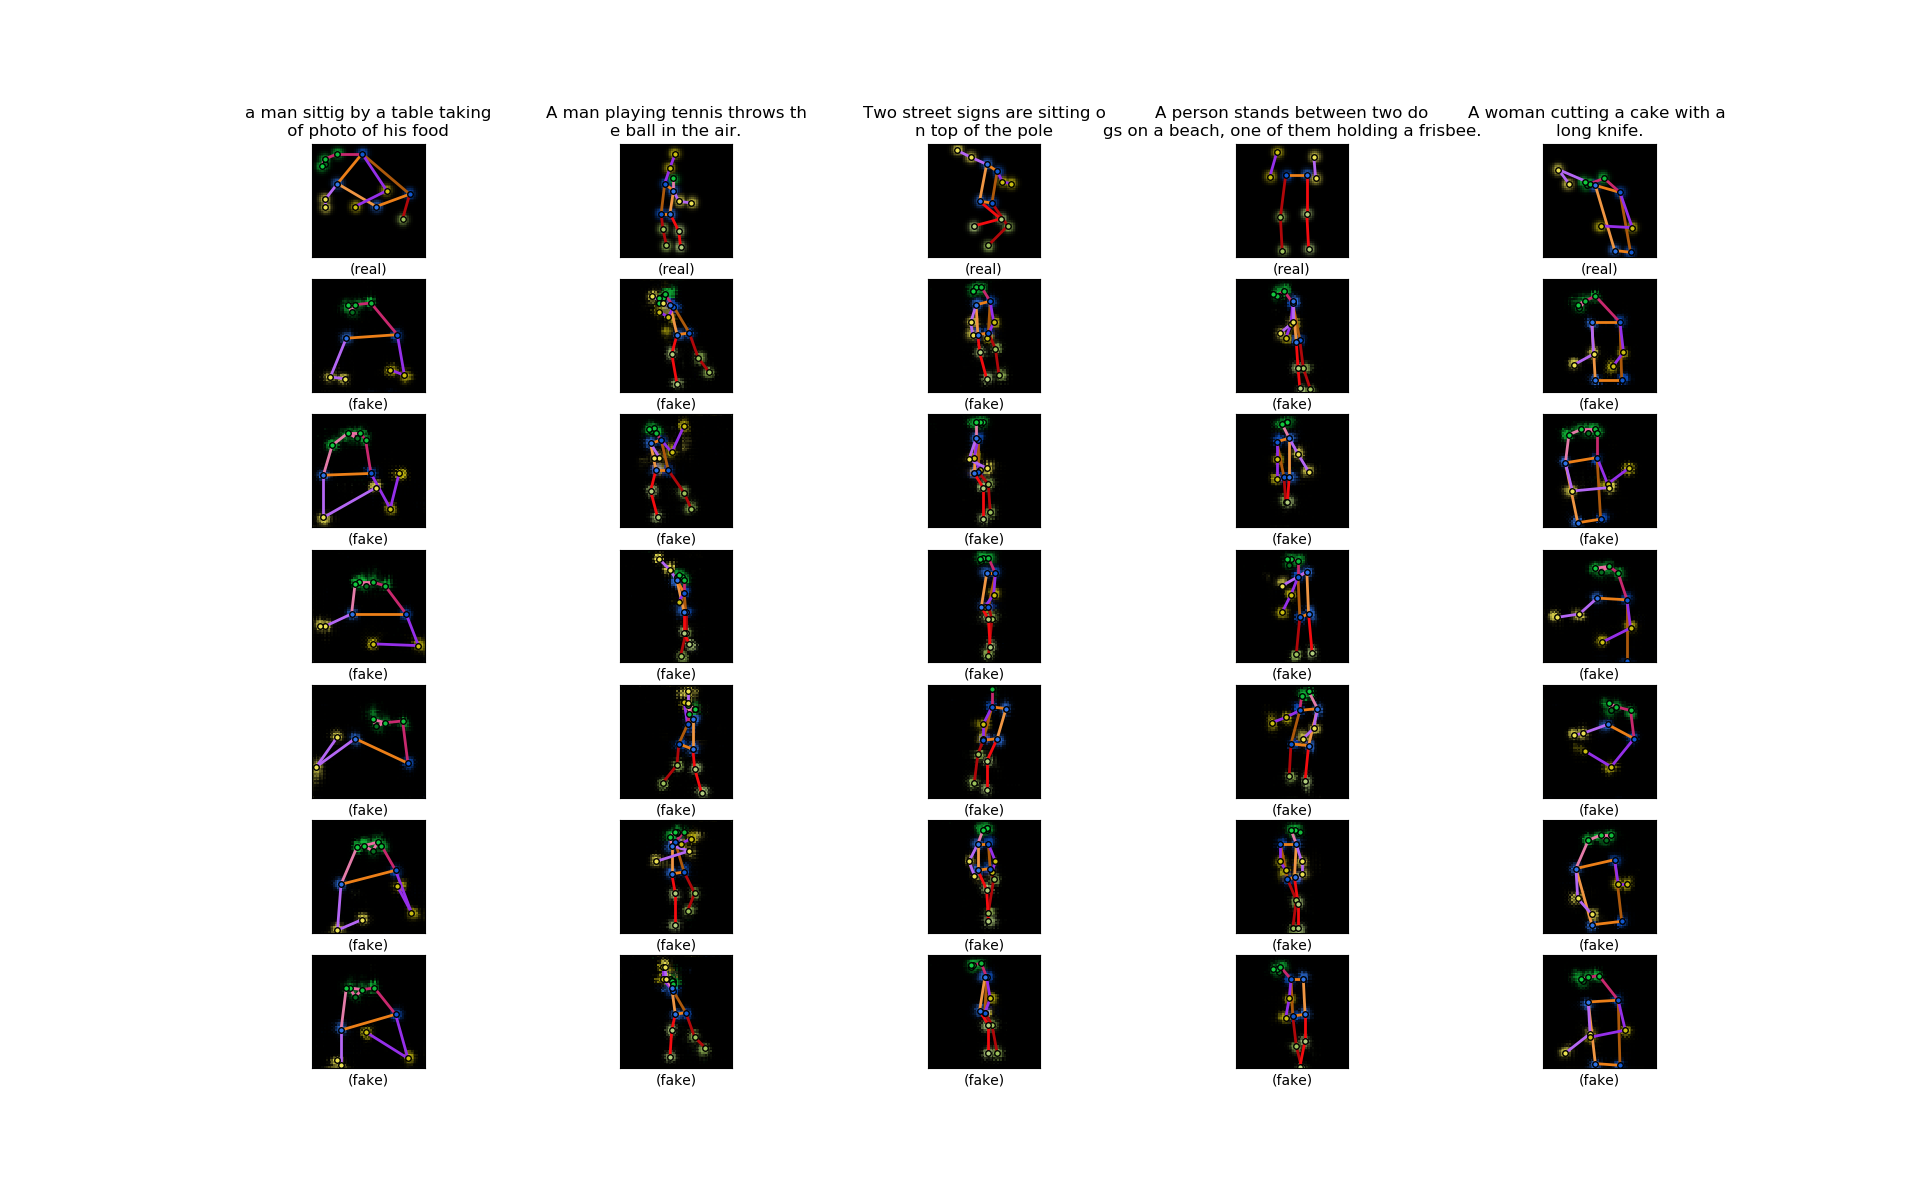 a man sittig by a table taking
of photo of his food
A man playing tennis throws th
e ball in the air.
Two street signs are sitting o
n top of the pole
A person stands between two do
gs on a beach, one of them holding a frisbee.
A woman cutting a cake with a
long knife.
(real) (real) (real) (real) (real)
(fake) (fake) (fake) (fake) (fake)
(fake) (fake) (fake) (fake) (fake)
(fake) (fake) (fake) (fake) (fake)
(fake) (fake) (fake) (fake) (fake)
(fake) (fake) (fake) (fake) (fake)
(fake) (fake) (fake) (fake) (fake)